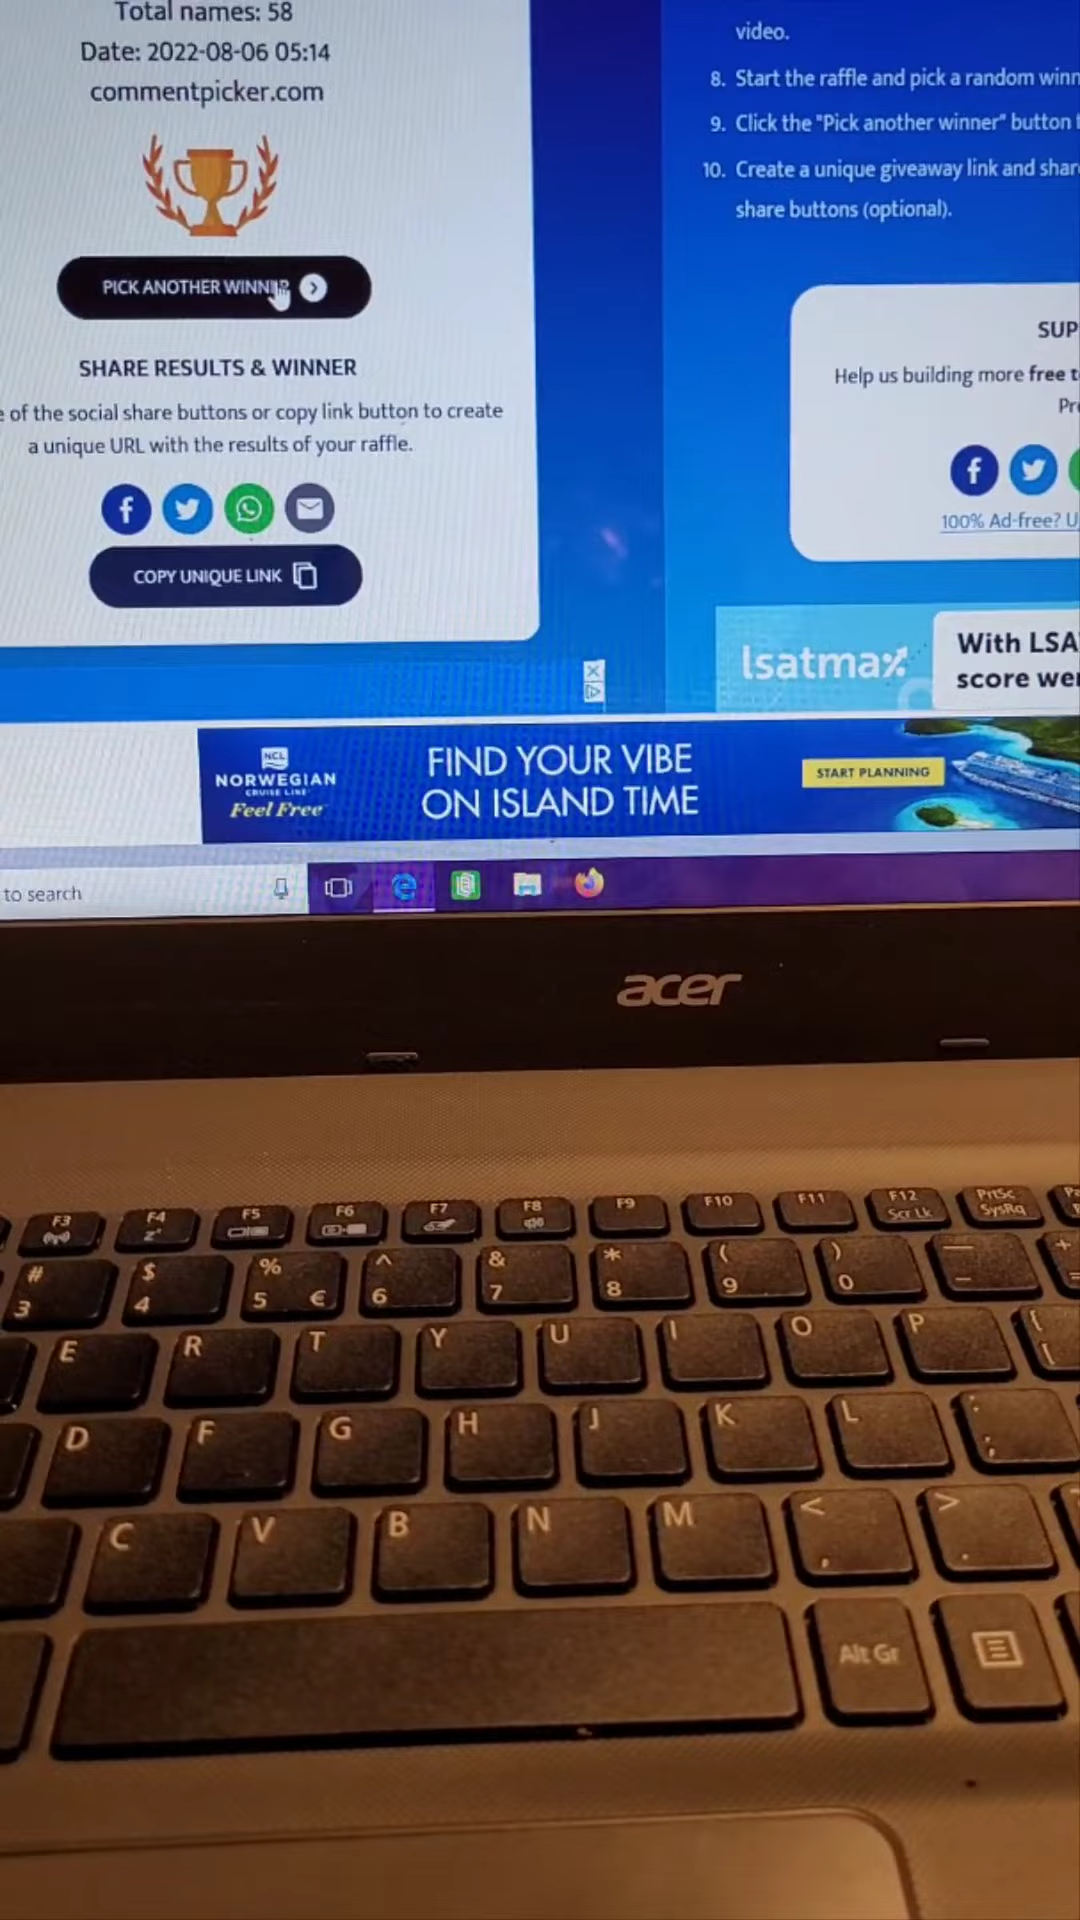 Total names: 58
Date: 2022-08-06 05:14
commentpicker.com
PICK ANOTHER WINNER
SHARE RESULTS & WINNER
of the social share buttons or copy link button to create
a unique URL with the results of your raffle.
COPY UNIQUE LINK
video.
8. Start the raffle and pick a random winn
9. Click the "Pick another winner" button
10. Create a unique giveaway link and shar
share buttons (optional).
SUP
Help us building more free t
Pr
100% Ad-free? U
lsatmax
With LSA
score we
NCL
NORWEGIAN
CRUISE LINE
Feel Free
FIND YOUR VIBE
ON ISLAND TIME
START PLANNING
to search
acer
F3 F4 F5 F6 F7 F8 F9 F10 F11 F12 PrtSc
Scr Lk SysRq
# $ % ^ & * ( ) — +
3 4 5 € 6 7 8 9 0 – =
E R T Y U I O P { [
D F G H J K L : ;
C V B N M < , > .
Alt Gr